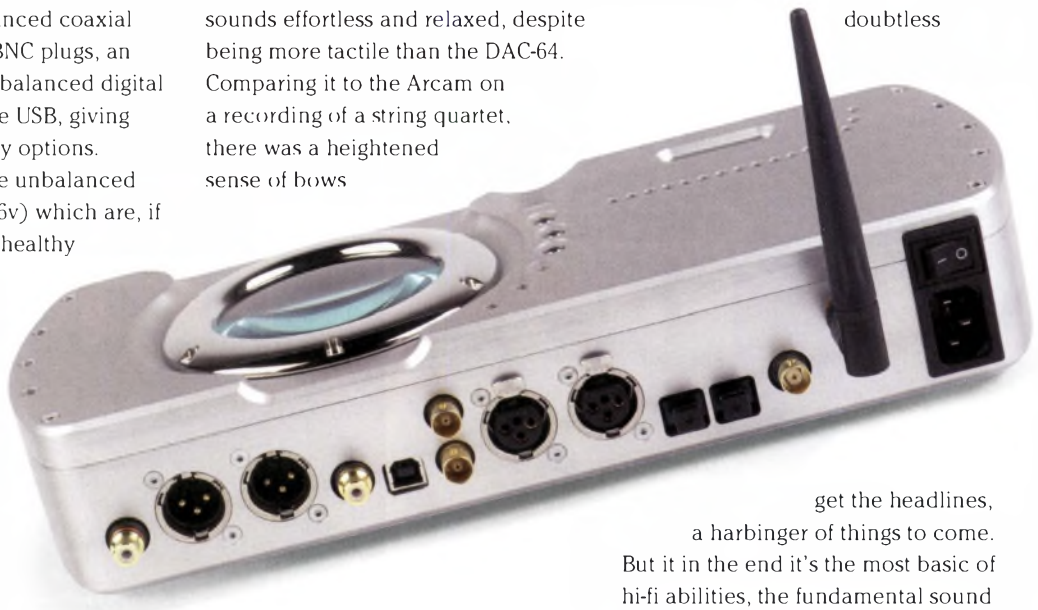 nced coaxial
BNC plugs, an
balanced digital
e USB, giving
y options.
e unbalanced
6v) which are, if
healthy
sounds effortless and relaxed, despite
being more tactile than the DAC-64.
Comparing it to the Arcam on
a recording of a string quartet,
there was a heightened
sense of bows
doubtless
get the headlines,
a harbinger of things to come.
But it in the end it's the most basic of
hi-fi abilities, the fundamental sound